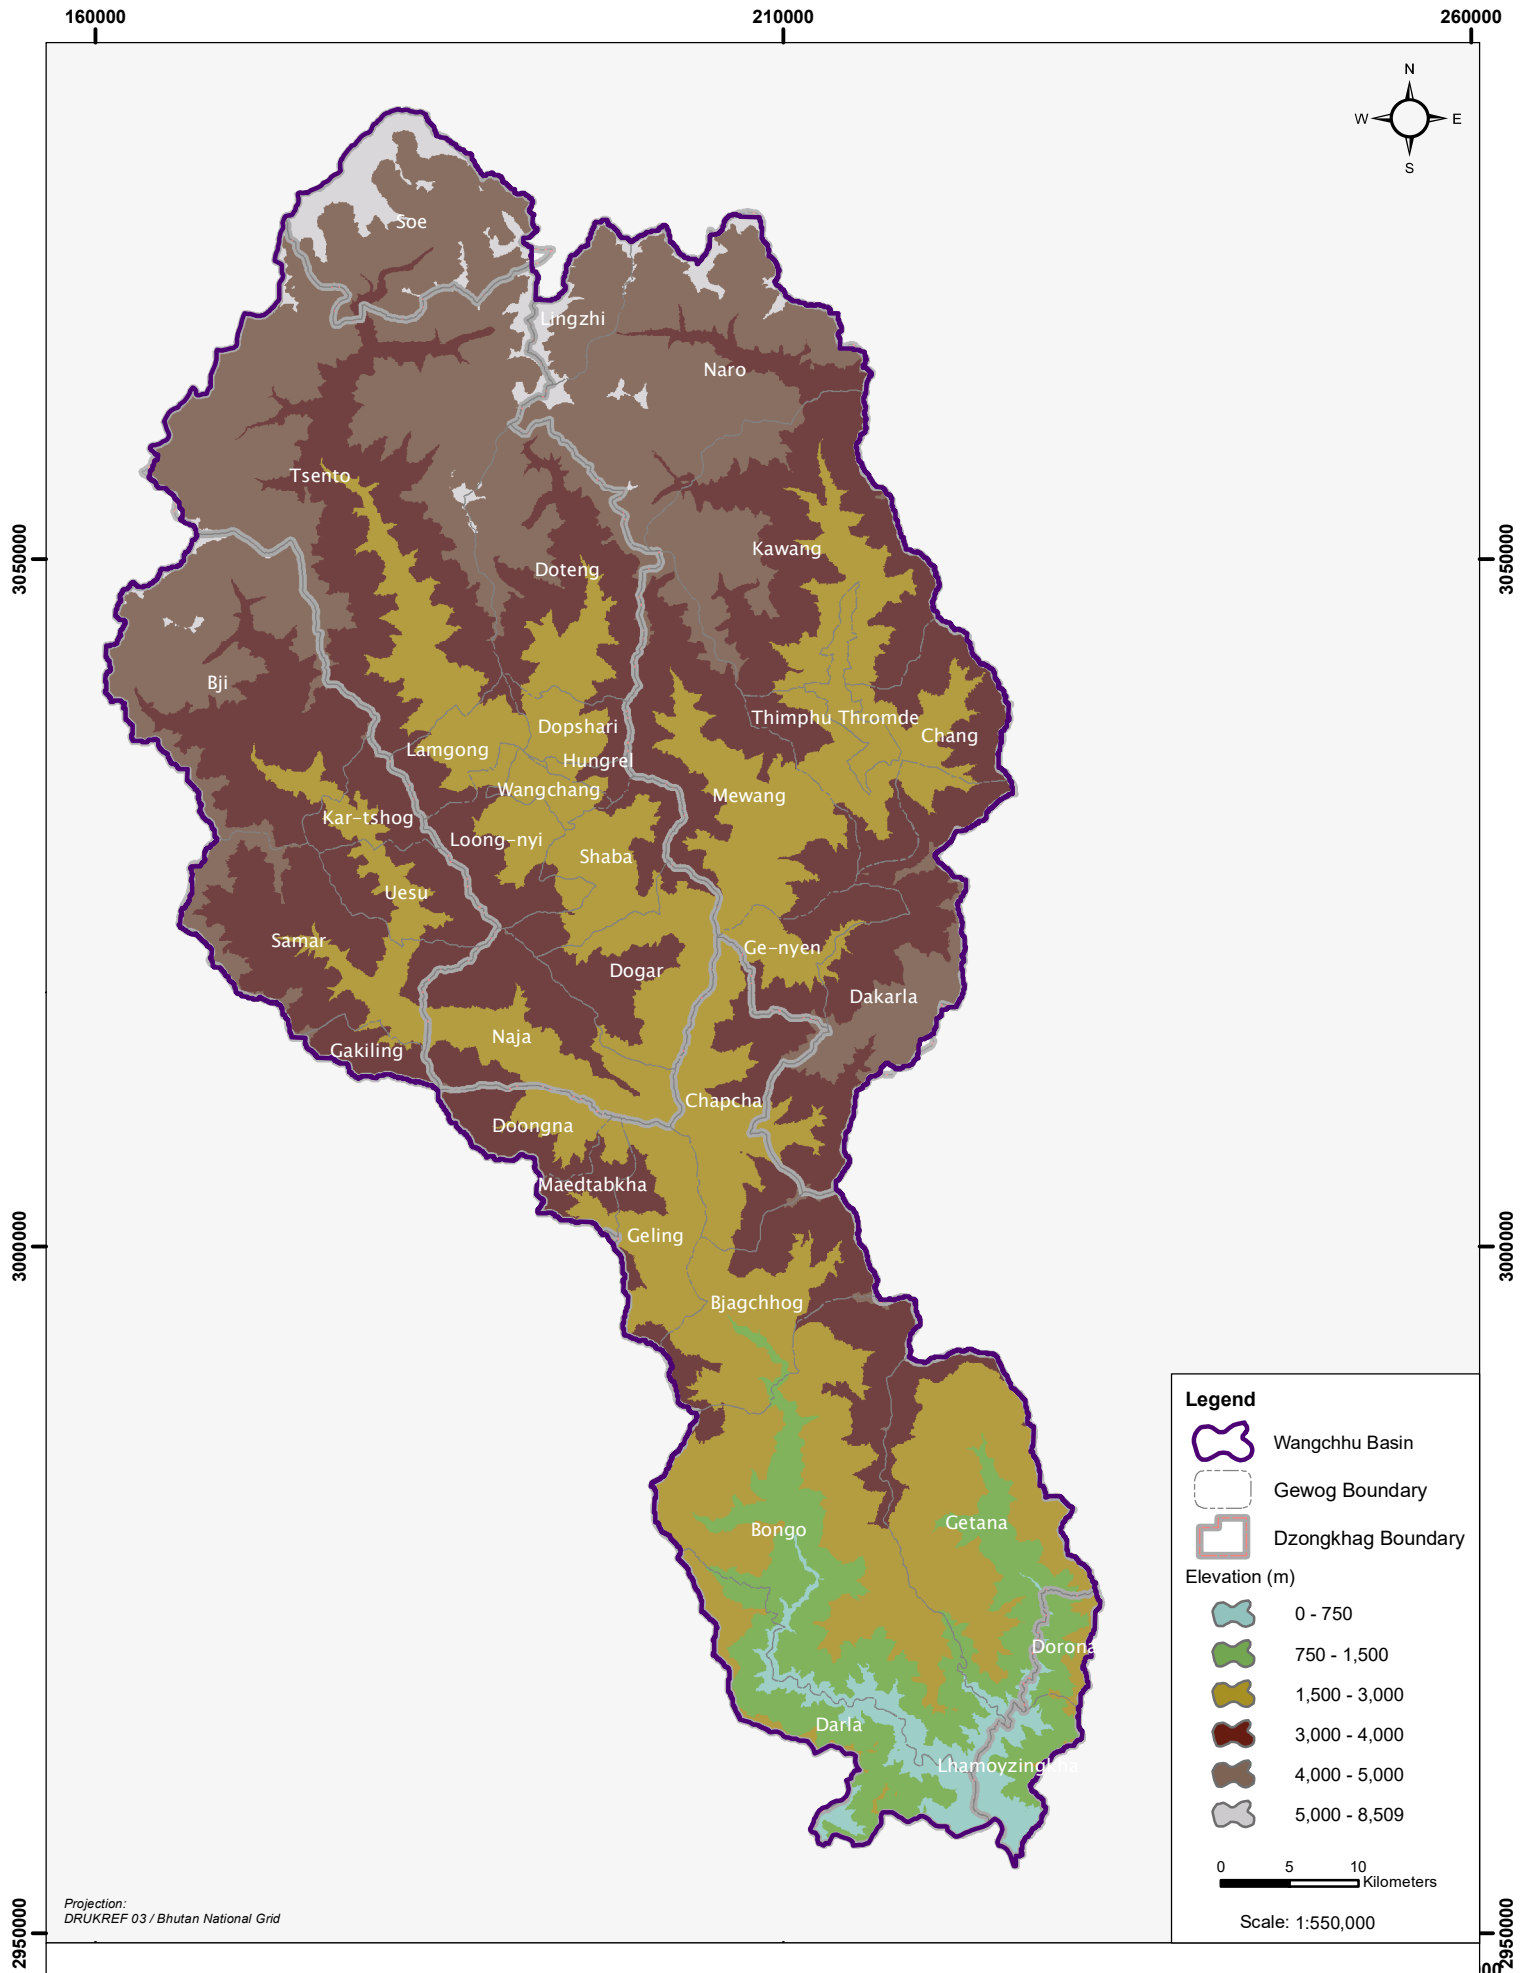 160000
210000
260000
N
W
E
S
Soe
Lingzhi
Naro
Tsento
3050000
3050000
Kawang
Doteng
Bji
Thimphu Thromde
Dopshari
Chang
Lamgong
Hungrel
Wangchang
Mewang
Kar-tshog
Loong-nyi
Shaba
Uesu
Samar
Ge-nyen
Dogar
Dakarla
Naja
Gakiling
Chapcha
Doongna
Maedtabkha
Geling
3000000
3000000
Bjagchhog
Bongo
Getana
Dorona
Darla
Lhamoyzingkha
Legend
Wangchhu Basin
Gewog Boundary
Dzongkhag Boundary
Elevation (m)
0 - 750
750 - 1,500
1,500 - 3,000
3,000 - 4,000
4,000 - 5,000
5,000 - 8,509
0 5 10
Kilometers
Scale: 1:550,000
Projection:
DRUKREF 03 / Bhutan National Grid
2950000
2950000